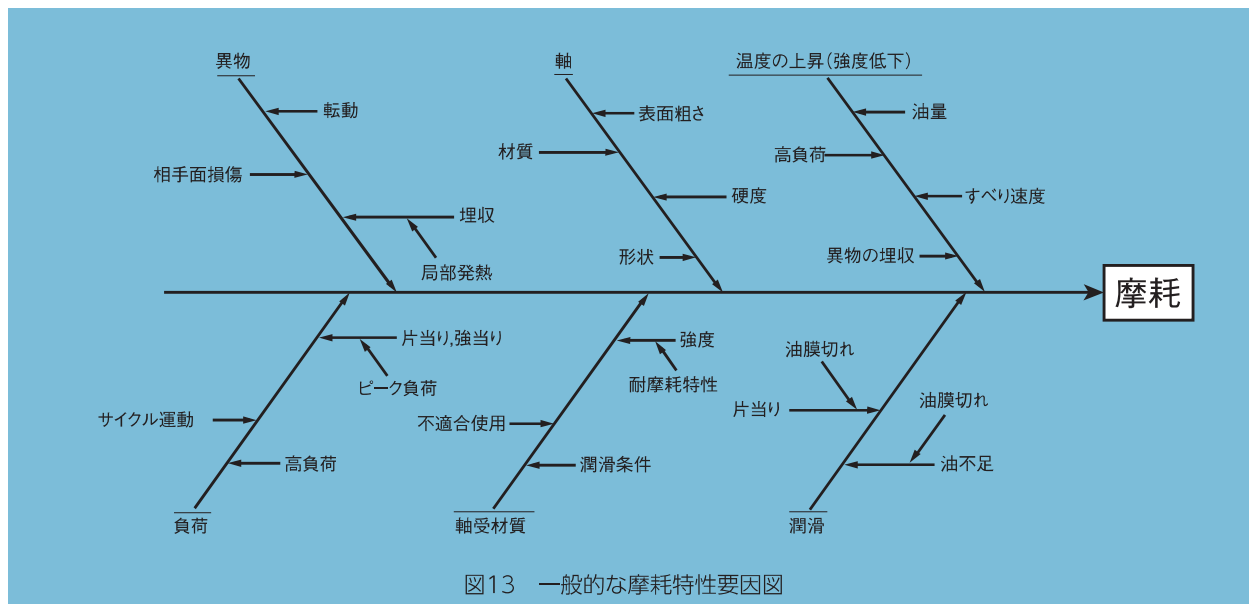 異物
転動
相手面損傷
埋収
局部発熱
軸
表面粗さ
材質
硬度
形状
温度の上昇(強度低下)
油量
高負荷
すべり速度
異物の埋収
摩耗
片当り,強当り
ピーク負荷
サイクル運動
高負荷
負荷
強度
耐摩耗特性
不適合使用
潤滑条件
軸受材質
油膜切れ
片当り
油膜切れ
油不足
潤滑
図13 一般的な摩耗特性要因図